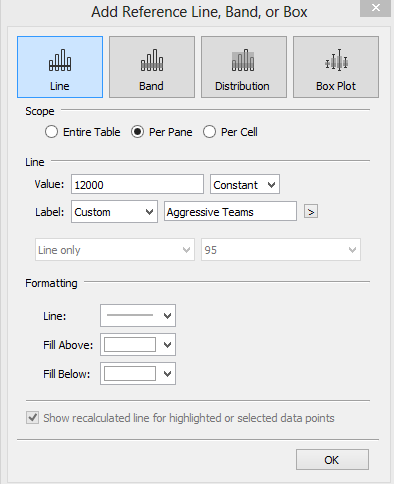 Add Reference Line, Band, or Box
Line Band Distribution Box Plot
Scope
Entire Table Per Pane Per Cell
Line
Value: 12000 Constant
Label: Custom Aggressive Teams >
Line only 95
Formatting
Line:
Fill Above:
Fill Below:
Show recalculated line for highlighted or selected data points
OK